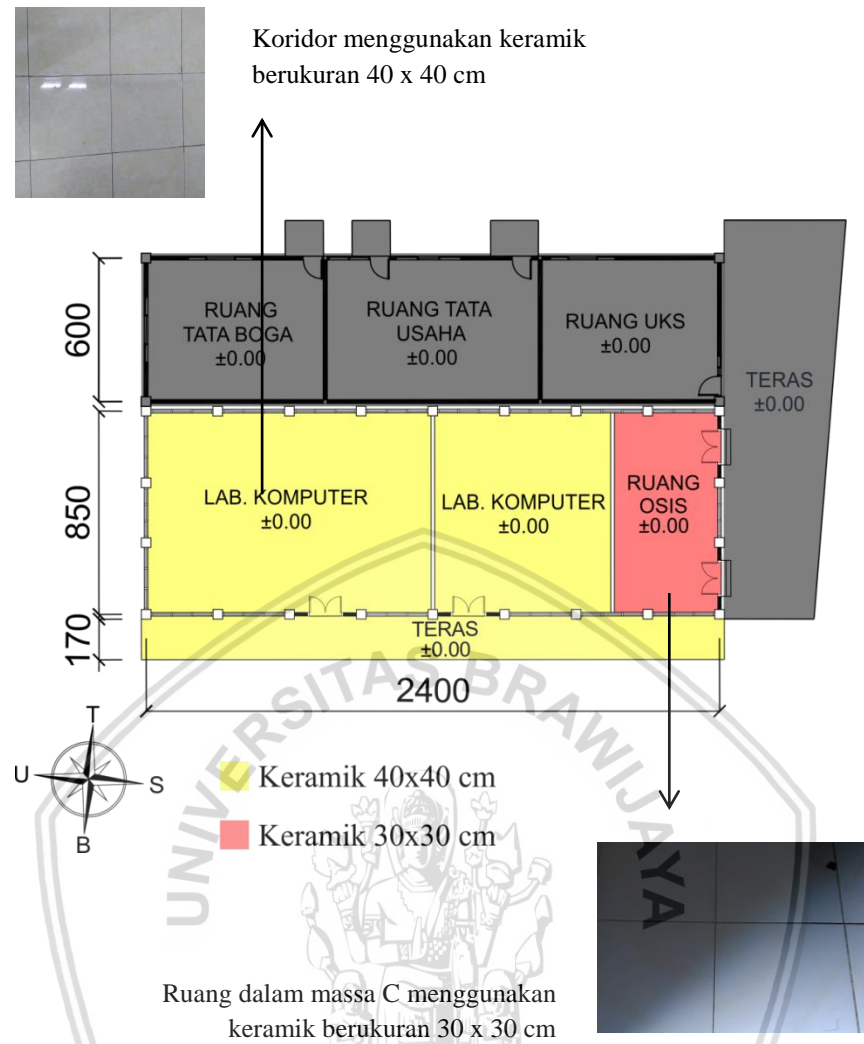 Koridor menggunakan keramik
berukuran 40 x 40 cm
600
RUANG
TATA BOGA
±0.00
RUANG TATA
USAHA
±0.00
RUANG UKS
±0.00
TERAS
±0.00
850
LAB. KOMPUTER
±0.00
LAB. KOMPUTER
±0.00
RUANG
OSIS
±0.00
170
TERAS
±0.00
2400
T
U
S
B
UNIVERSITAS BRAWIJAYA
Keramik 40x40 cm
Keramik 30x30 cm
Ruang dalam massa C menggunakan
keramik berukuran 30 x 30 cm